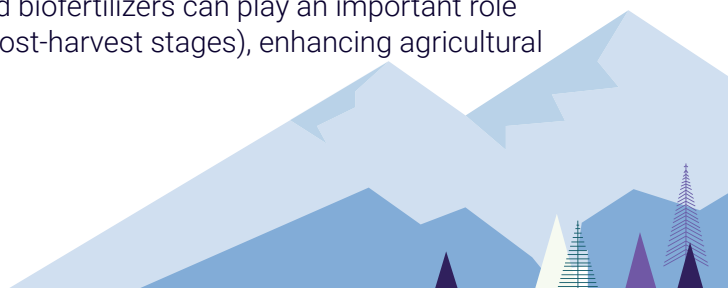 biofertilizers can play an important role
ost-harvest stages), enhancing agricultural